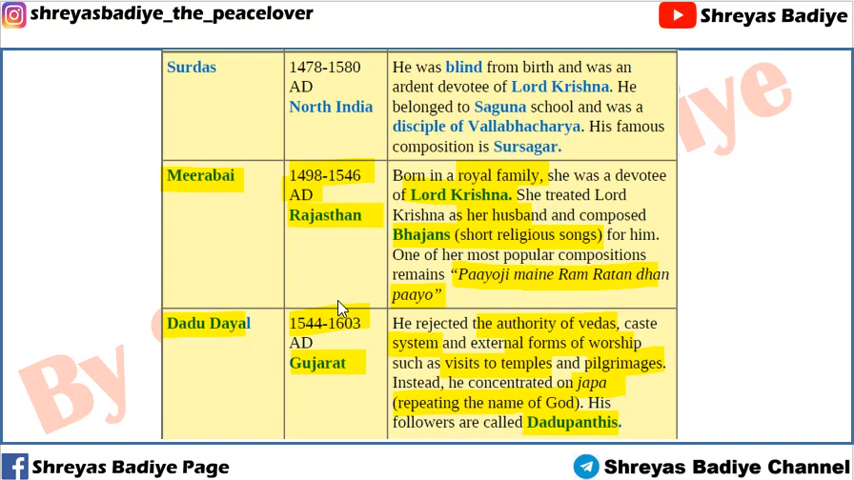 shreyasbadiye_the_peacelover
Shreyas Badiye
Surdas
1478-1580
AD
North India
He was blind from birth and was an
ardent devotee of Lord Krishna. He
belonged to Saguna school and was a
disciple of Vallabhacharya. His famous
composition is Sursagar.
Meerabai
1498-1546
AD
Rajasthan
Born in a royal family, she was a devotee
of Lord Krishna. She treated Lord
Krishna as her husband and composed
Bhajans (short religious songs) for him.
One of her most popular compositions
remains “Paayoji maine Ram Ratan dhan
paayo”
Dadu Dayal
1544-1603
AD
Gujarat
He rejected the authority of vedas, caste
system and external forms of worship
such as visits to temples and pilgrimages.
Instead, he concentrated on japa
(repeating the name of God). His
followers are called Dadupanthis.
By
Shreyas Badiye Page
Shreyas Badiye Channel